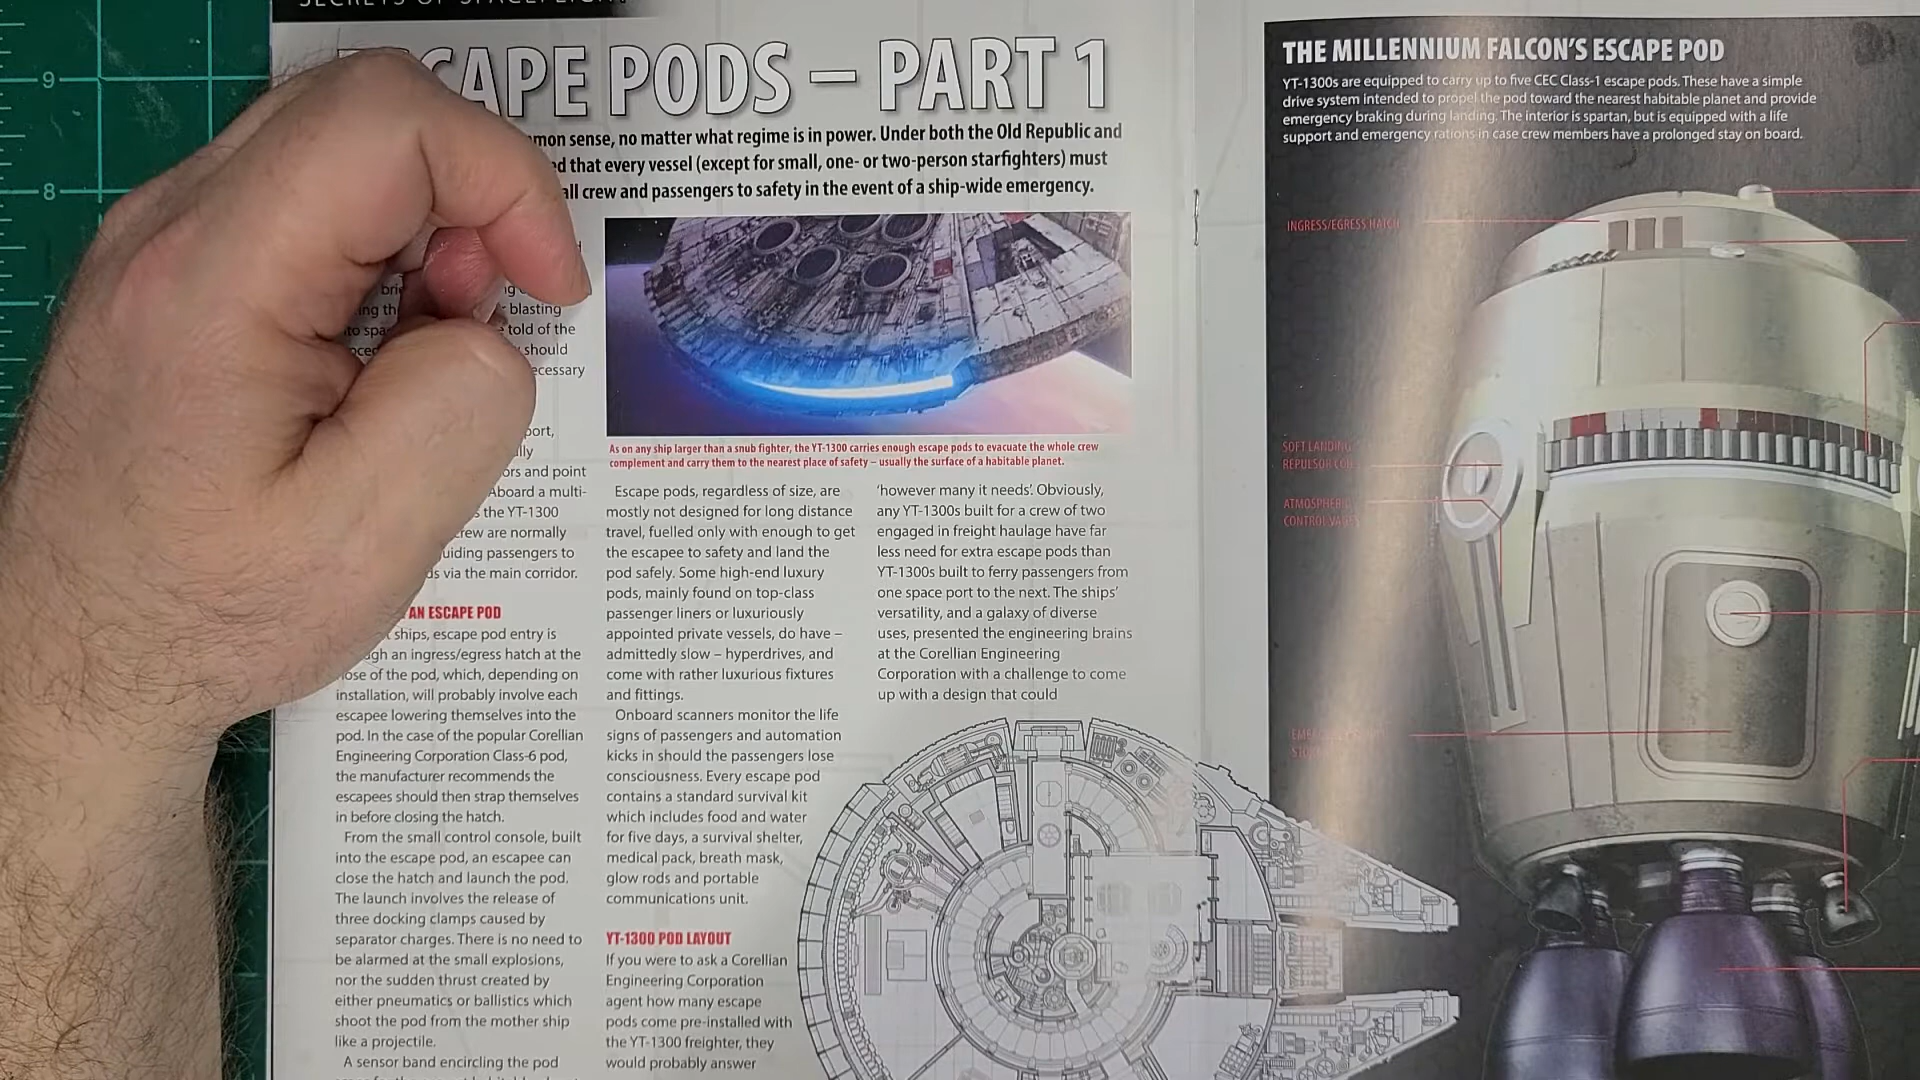 SECRETS OF SPACEFLIGHT
CAPE PODS – PART 1
mon sense, no matter what regime is in power. Under both the Old Republic and
that every vessel (except for small, one- or two-person starfighters) must
all crew and passengers to safety in the event of a ship-wide emergency.
blasting
told of the
should
ors and point
Aboard a multi-
the YT-1300
crew are normally
uiding passengers to
via the main corridor.
AN ESCAPE POD
ships, escape pod entry is
an ingress/egress hatch at the
of the pod, which, depending on
installation, will probably involve each
escapee lowering themselves into the
pod. In the case of the popular Corellian
Engineering Corporation Class-6 pod,
the manufacturer recommends the
escapees should then strap themselves
in before closing the hatch.
From the small control console, built
into the escape pod, an escapee can
close the hatch and launch the pod.
The launch involves the release of
three docking clamps caused by
separator charges. There is no need to
be alarmed at the small explosions,
nor the sudden thrust created by
either pneumatics or ballistics which
shoot the pod from the mother ship
like a projectile.
A sensor band encircling the pod
As on any ship larger than a snub fighter, the YT-1300 carries enough escape pods to evacuate the whole crew
complement and carry them to the nearest place of safety – usually the surface of a habitable planet.
Escape pods, regardless of size, are
mostly not designed for long distance
travel, fuelled only with enough to get
the escapee to safety and land the
pod safely. Some high-end luxury
pods, mainly found on top-class
passenger liners or luxuriously
appointed private vessels, do have –
admittedly slow – hyperdrives, and
come with rather luxurious fixtures
and fittings.
Onboard scanners monitor the life
signs of passengers and automation
kicks in should the passengers lose
consciousness. Every escape pod
contains a standard survival kit
which includes food and water
for five days, a survival shelter,
medical pack, breath mask,
glow rods and portable
communications unit.
YT-1300 POD LAYOUT
If you were to ask a Corellian
Engineering Corporation
agent how many escape
pods come pre-installed with
the YT-1300 freighter, they
would probably answer
‘however many it needs’. Obviously,
any YT-1300s built for a crew of two
engaged in freight haulage have far
less need for extra escape pods than
YT-1300s built to ferry passengers from
one space port to the next. The ships’
versatility, and a galaxy of diverse
uses, presented the engineering brains
at the Corellian Engineering
Corporation with a challenge to come
up with a design that could
THE MILLENNIUM FALCON'S ESCAPE POD
YT-1300s are equipped to carry up to five CEC Class-1 escape pods. These have a simple
drive system intended to propel the pod toward the nearest habitable planet and provide
emergency braking during landing. The interior is spartan, but is equipped with a life
support and emergency rations in case crew members have a prolonged stay on board.
INGRESS/EGRESS HATCH
SOFT LANDING
REPULSOR COIL
ATMOSPHERIC
CONTROL VANES
9
8
7